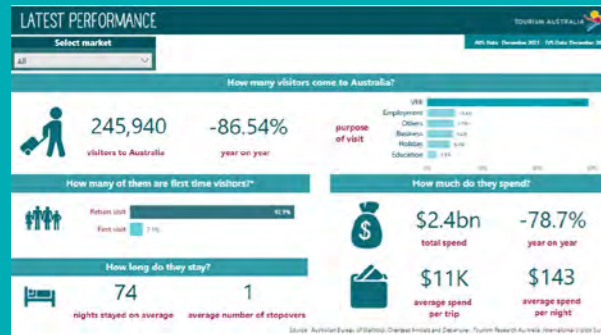 LATEST PERFORMANCE
TOURISM AUSTRALIA
Select market
All
How many visitors come to Australia?
245,940
visitors to Australia
-86.54%
year on year
purpose
of visit
VFR
Employment
Others
Business
Holiday
Education
How many of them are first time visitors?*
Return visit
First visit
How much do they spend?
$2.4bn
total spend
-78.7%
year on year
How long do they stay?
74
nights stayed on average
1
average number of stopovers
$11K
average spend
per trip
$143
average spend
per night